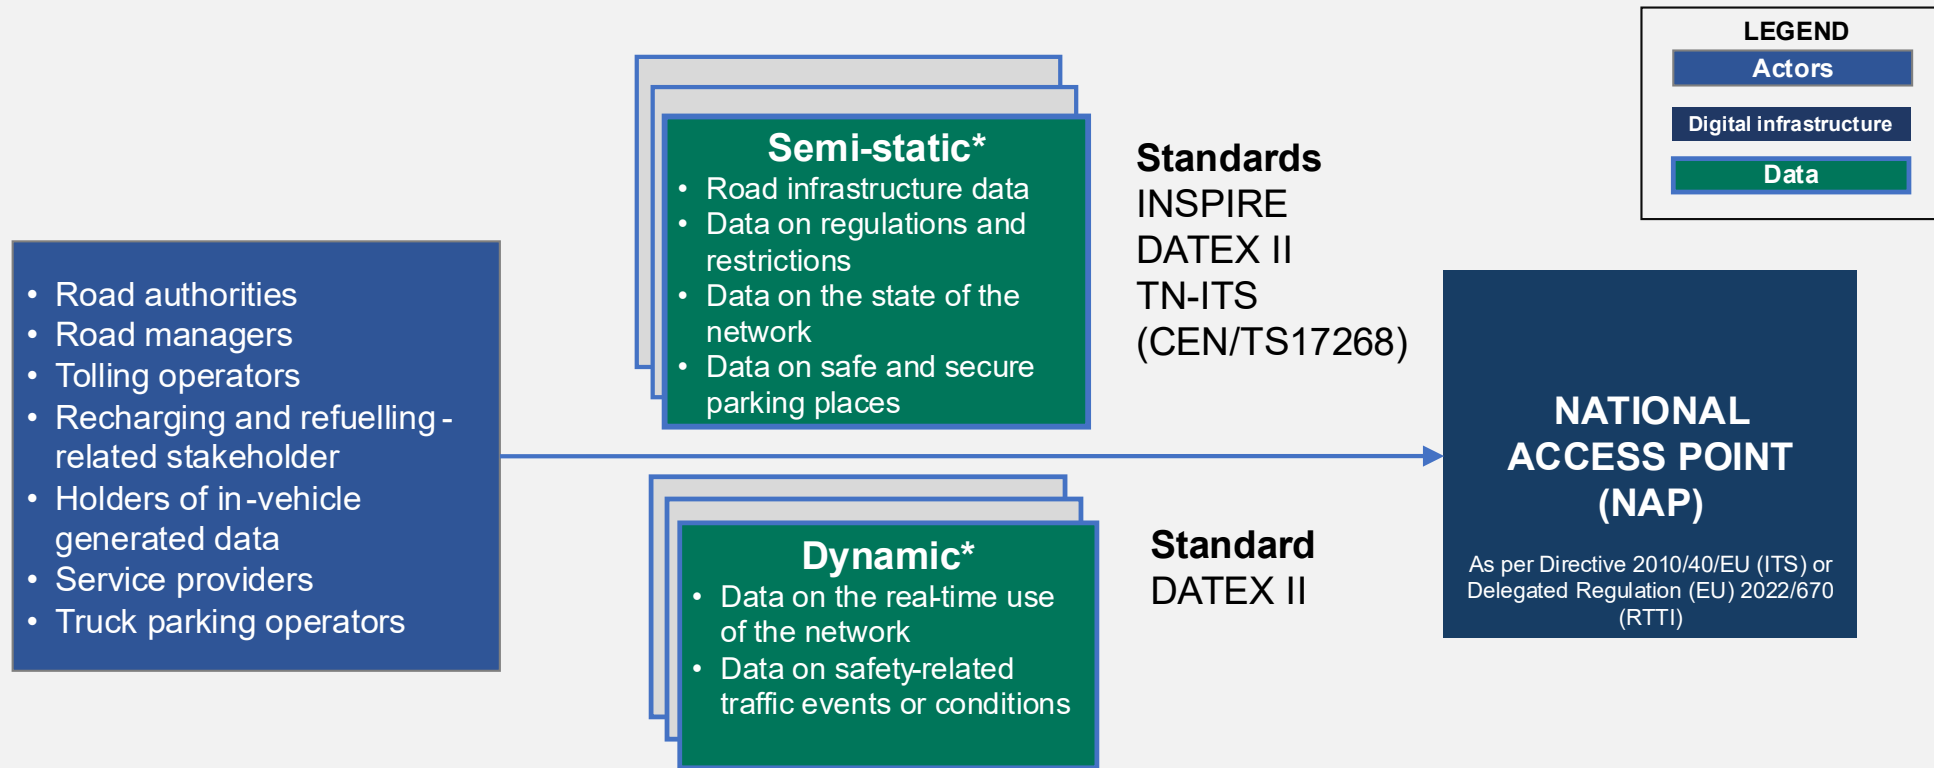 LEGEND
Actors
Digital infrastructure
Data
• Road authorities
• Road managers
• Tolling operators
• Recharging and refuelling-
related stakeholder
• Holders of in-vehicle
generated data
• Service providers
• Truck parking operators
Semi-static*
• Road infrastructure data
• Data on regulations and
restrictions
• Data on the state of the
network
• Data on safe and secure
parking places
Standards
INSPIRE
DATEX II
TN-ITS
(CEN/TS17268)
Dynamic*
• Data on the real-time use
of the network
• Data on safety-related
traffic events or conditions
Standard
DATEX II
NATIONAL
ACCESS POINT
(NAP)
As per Directive 2010/40/EU (ITS) or
Delegated Regulation (EU) 2022/670
(RTTI)